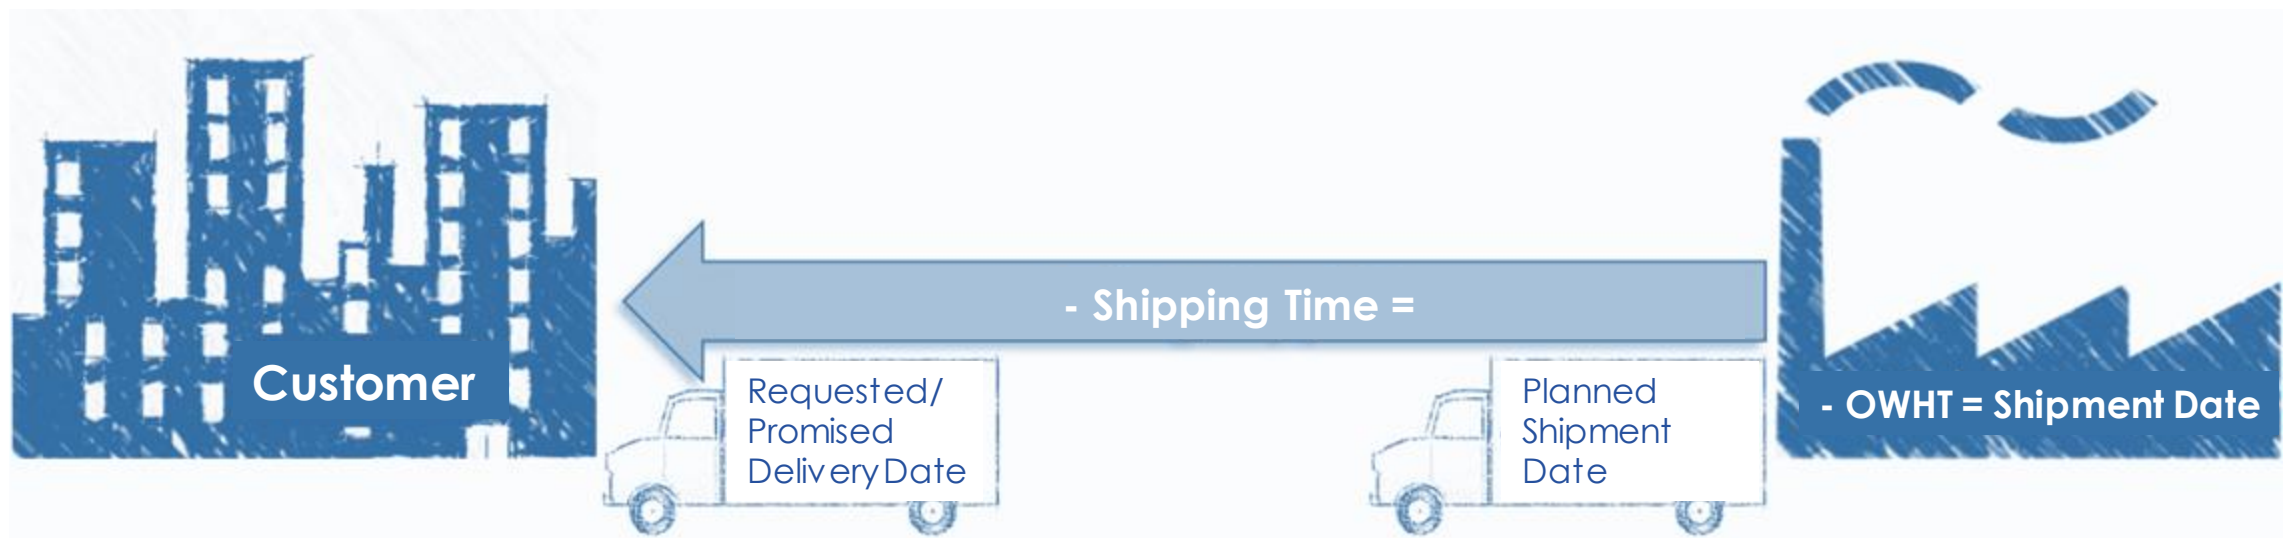 - Shipping Time =
Customer
Requested/
Promised
Delivery Date
Planned
Shipment
Date
- OWHT = Shipment Date